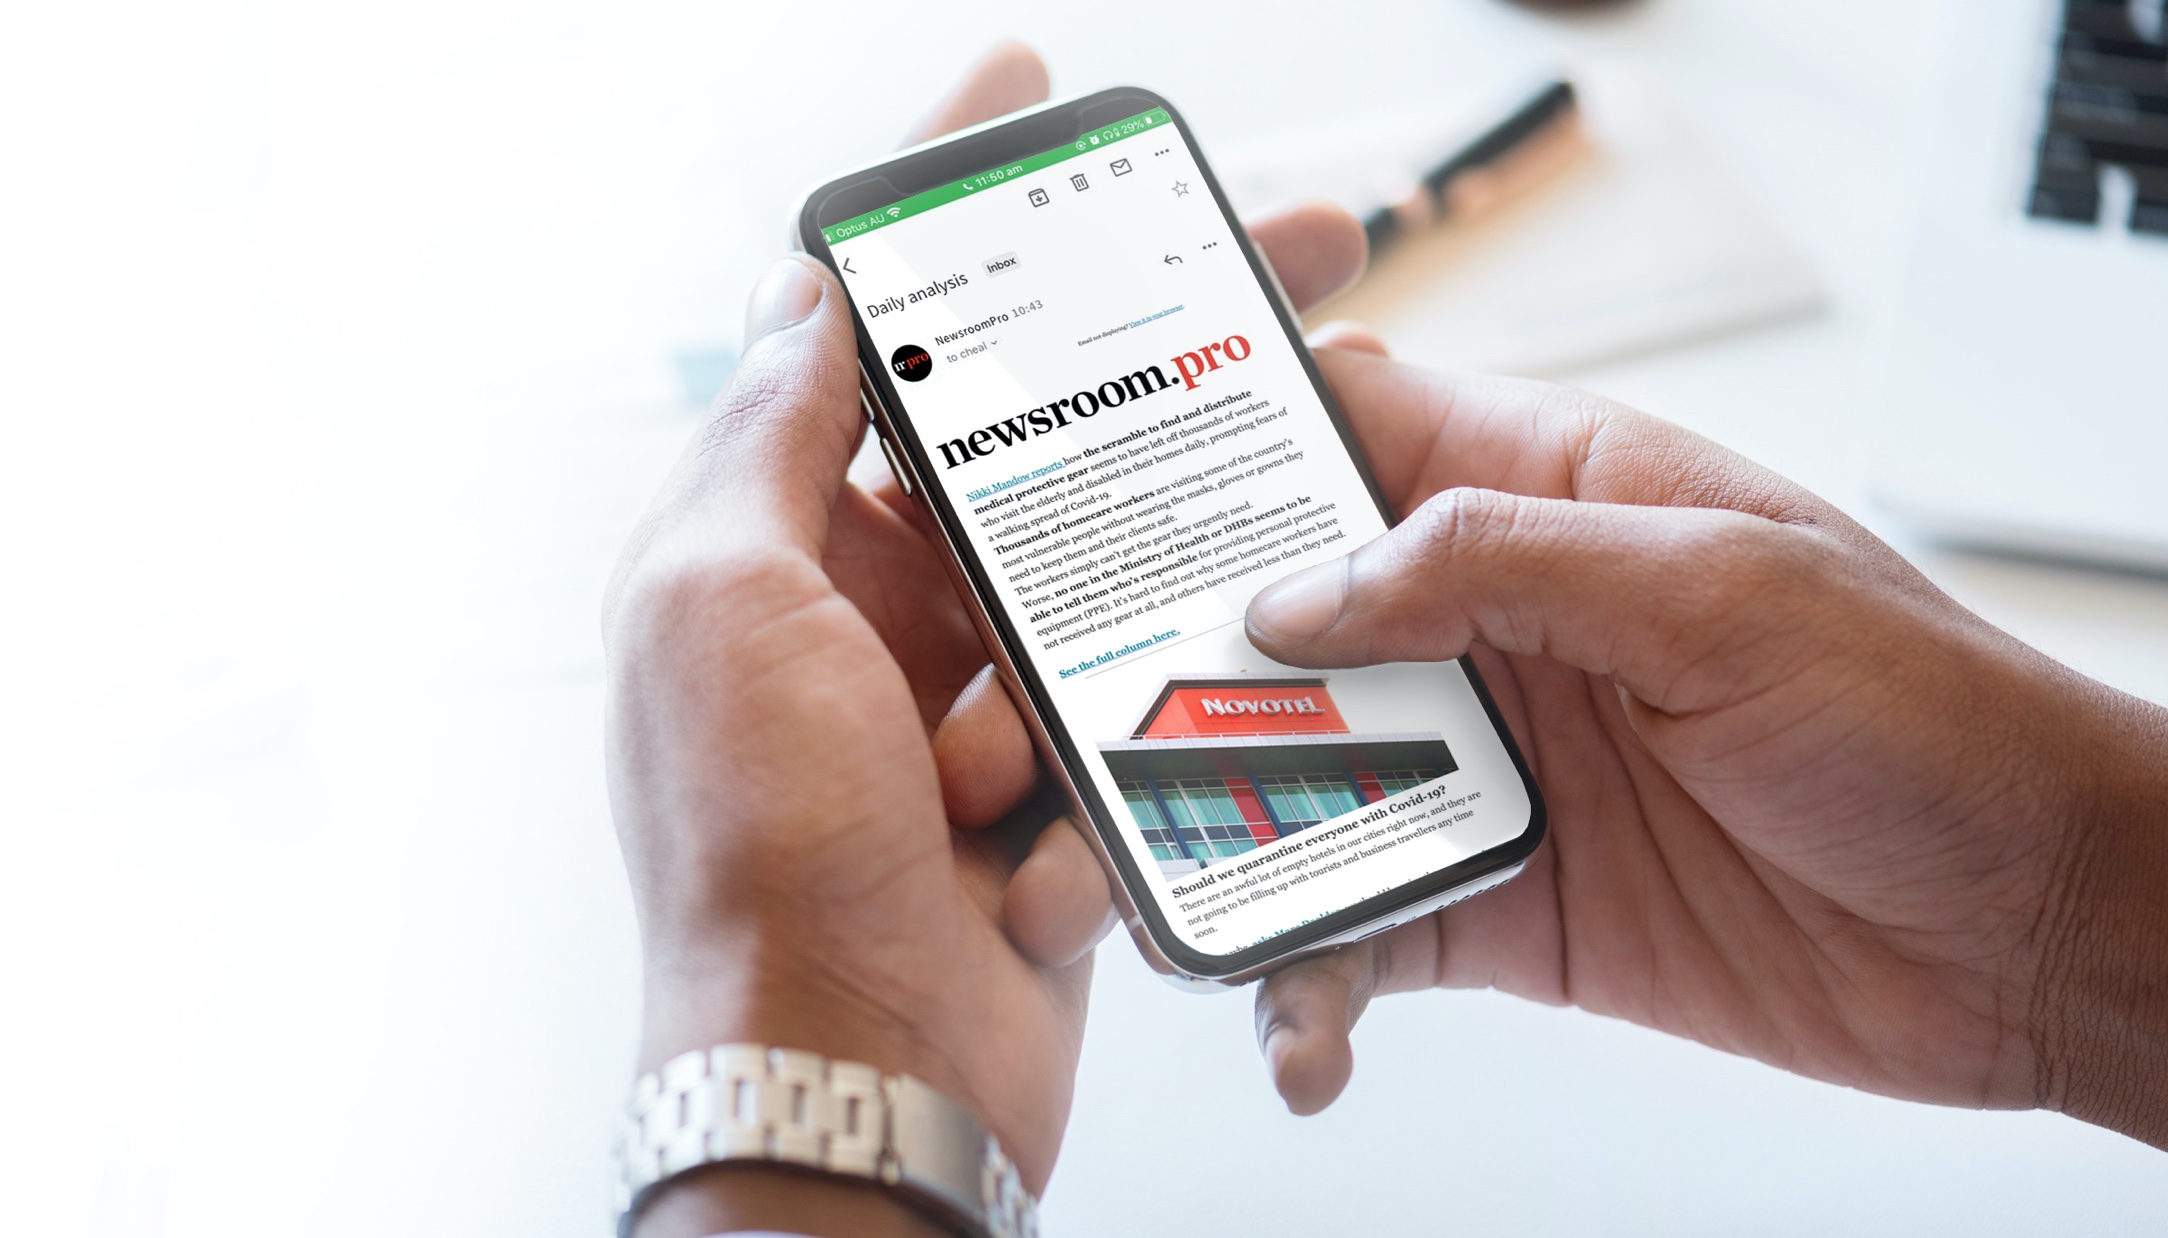 Optus AU 11:50 am 29%
Daily analysis Inbox
NewsroomPro 10:43
to cheal
nr pro
Email not displaying? View it in your browser.
newsroom.pro
Nikki Mandow reports how the scramble to find and distribute
medical protective gear seems to have left off thousands of workers
who visit the elderly and disabled in their homes daily, prompting fears of
a walking spread of Covid-19.
Thousands of homecare workers are visiting some of the country's
most vulnerable people without wearing the masks, gloves or gowns they
need to keep them and their clients safe.
The workers simply can't get the gear they urgently need.
Worse, no one in the Ministry of Health or DHBs seems to be
able to tell them who's responsible for providing personal protective
equipment (PPE). It's hard to find out why some homecare workers have
not received any gear at all, and others have received less than they need.
See the full column here.
NOVOTEL
Should we quarantine everyone with Covid-19?
There are an awful lot of empty hotels in our cities right now, and they are
not going to be filling up with tourists and business travellers any time
soon.
asks Marc